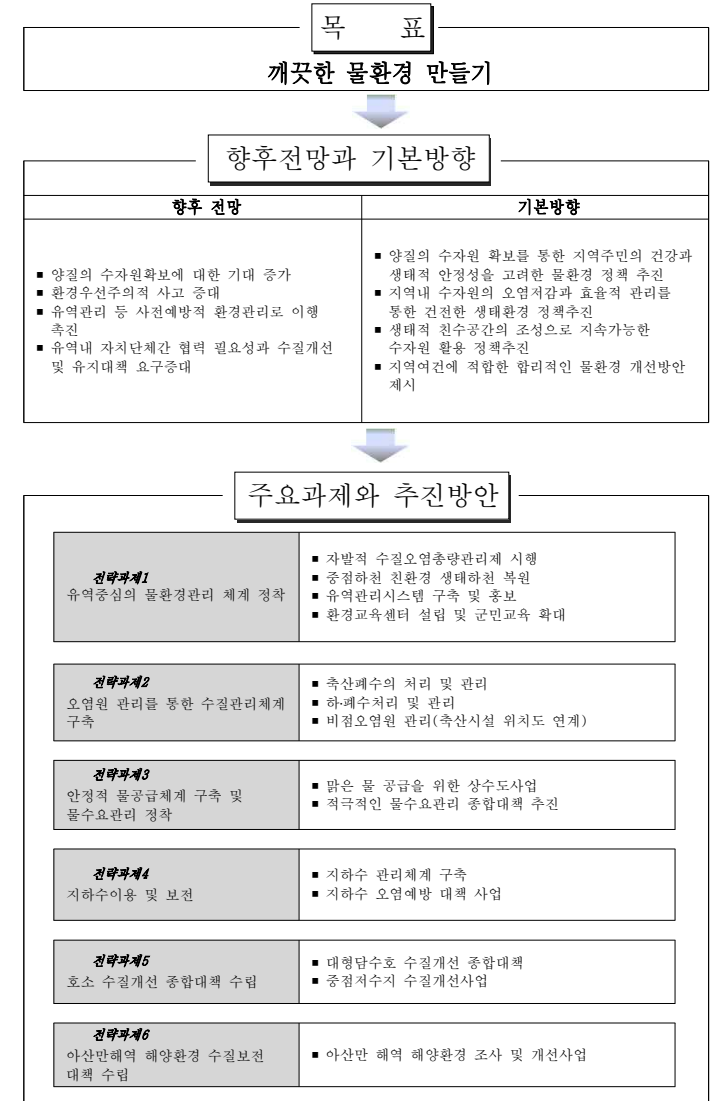 목 표
깨끗한 물환경 만들기
향후전망과 기본방향
향후 전망
기본방향
■ 양질의 수자원확보에 대한 기대 증가
■ 환경우선주의적 사고 증대
■ 유역관리 등 사전예방적 환경관리로 이행
촉진
■ 유역내 자치단체간 협력 필요성과 수질개선
및 유지대책 요구증대
■ 양질의 수자원 확보를 통한 지역주민의 건강과
생태적 안정성을 고려한 물환경 정책 추진
■ 지역내 수자원의 오염저감과 효율적 관리를
통한 건전한 생태환경 정책추진
■ 생태적 친수공간의 조성으로 지속가능한
수자원 활용 정책추진
■ 지역여건에 적합한 합리적인 물환경 개선방안
제시
주요과제와 추진방안
전략과제1
유역중심의 물환경관리 체계 정착
■ 자발적 수질오염총량관리제 시행
■ 중점하천 친환경 생태하천 복원
■ 유역관리시스템 구축 및 홍보
■ 환경교육센터 설립 및 군민교육 확대
전략과제2
오염원 관리를 통한 수질관리체계
구축
■ 축산폐수의 처리 및 관리
■ 하·폐수처리 및 관리
■ 비점오염원 관리(축산시설 위치도 연계)
전략과제3
안정적 물공급체계 구축 및
물수요관리 정착
■ 맑은 물 공급을 위한 상수도사업
■ 적극적인 물수요관리 종합대책 추진
전략과제4
지하수이용 및 보전
■ 지하수 관리체계 구축
■ 지하수 오염예방 대책 사업
전략과제5
호소 수질개선 종합대책 수립
■ 대형담수호 수질개선 종합대책
■ 중점저수지 수질개선사업
전략과제6
아산만해역 해양환경 수질보전
대책 수립
■ 아산만 해역 해양환경 조사 및 개선사업